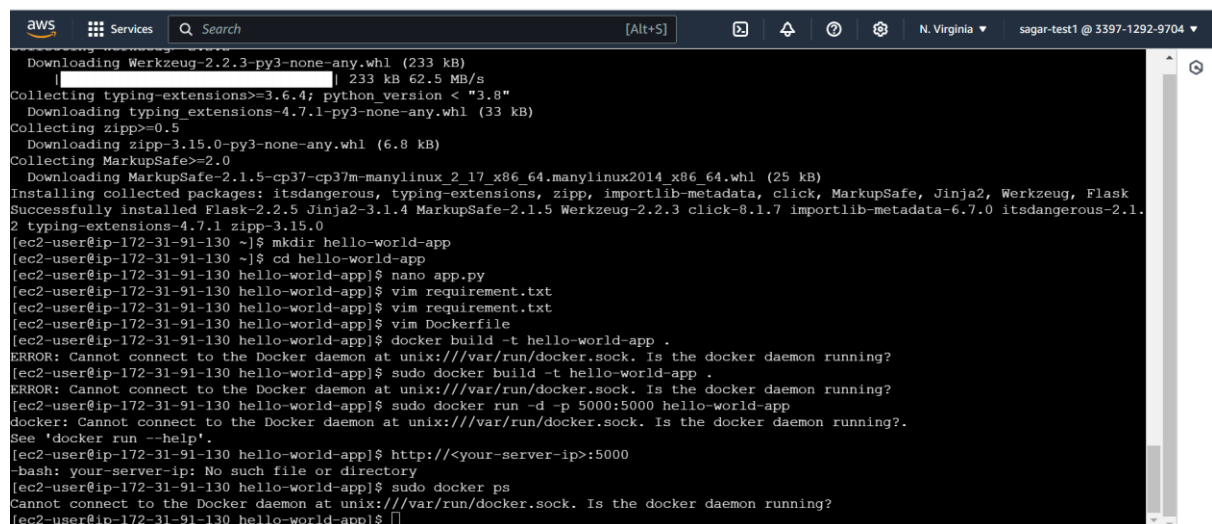 aws Services Search [Alt+S] N. Virginia ▼ sagar-test1 @ 3397-1292-9704 ▼
Downloading Werkzeug-2.2.3-py3-none-any.whl (233 kB)
| | 233 kB 62.5 MB/s
Collecting typing-extensions>=3.6.4; python_version < "3.8"
Downloading typing_extensions-4.7.1-py3-none-any.whl (33 kB)
Collecting zipp>=0.5
Downloading zipp-3.15.0-py3-none-any.whl (6.8 kB)
Collecting MarkupSafe>=2.0
Downloading MarkupSafe-2.1.5-cp37-cp37m-manylinux_2_17_x86_64.manylinux2014_x86_64.whl (25 kB)
Installing collected packages: itsdangerous, typing-extensions, zipp, importlib-metadata, click, MarkupSafe, Jinja2, Werkzeug, Flask
Successfully installed Flask-2.2.5 Jinja2-3.1.4 MarkupSafe-2.1.5 Werkzeug-2.2.3 click-8.1.7 importlib-metadata-6.7.0 itsdangerous-2.1.
2 typing-extensions-4.7.1 zipp-3.15.0
[ec2-user@ip-172-31-91-130 ~]$ mkdir hello-world-app
[ec2-user@ip-172-31-91-130 ~]$ cd hello-world-app
[ec2-user@ip-172-31-91-130 hello-world-app]$ nano app.py
[ec2-user@ip-172-31-91-130 hello-world-app]$ vim requirement.txt
[ec2-user@ip-172-31-91-130 hello-world-app]$ vim requirement.txt
[ec2-user@ip-172-31-91-130 hello-world-app]$ vim Dockerfile
[ec2-user@ip-172-31-91-130 hello-world-app]$ docker build -t hello-world-app .
ERROR: Cannot connect to the Docker daemon at unix:///var/run/docker.sock. Is the docker daemon running?
[ec2-user@ip-172-31-91-130 hello-world-app]$ sudo docker build -t hello-world-app .
ERROR: Cannot connect to the Docker daemon at unix:///var/run/docker.sock. Is the docker daemon running?
[ec2-user@ip-172-31-91-130 hello-world-app]$ sudo docker run -d -p 5000:5000 hello-world-app
docker: Cannot connect to the Docker daemon at unix:///var/run/docker.sock. Is the docker daemon running?.
See 'docker run --help'.
[ec2-user@ip-172-31-91-130 hello-world-app]$ http://<your-server-ip>:5000
-bash: your-server-ip: No such file or directory
[ec2-user@ip-172-31-91-130 hello-world-app]$ sudo docker ps
Cannot connect to the Docker daemon at unix:///var/run/docker.sock. Is the docker daemon running?
[ec2-user@ip-172-31-91-130 hello-world-app]$